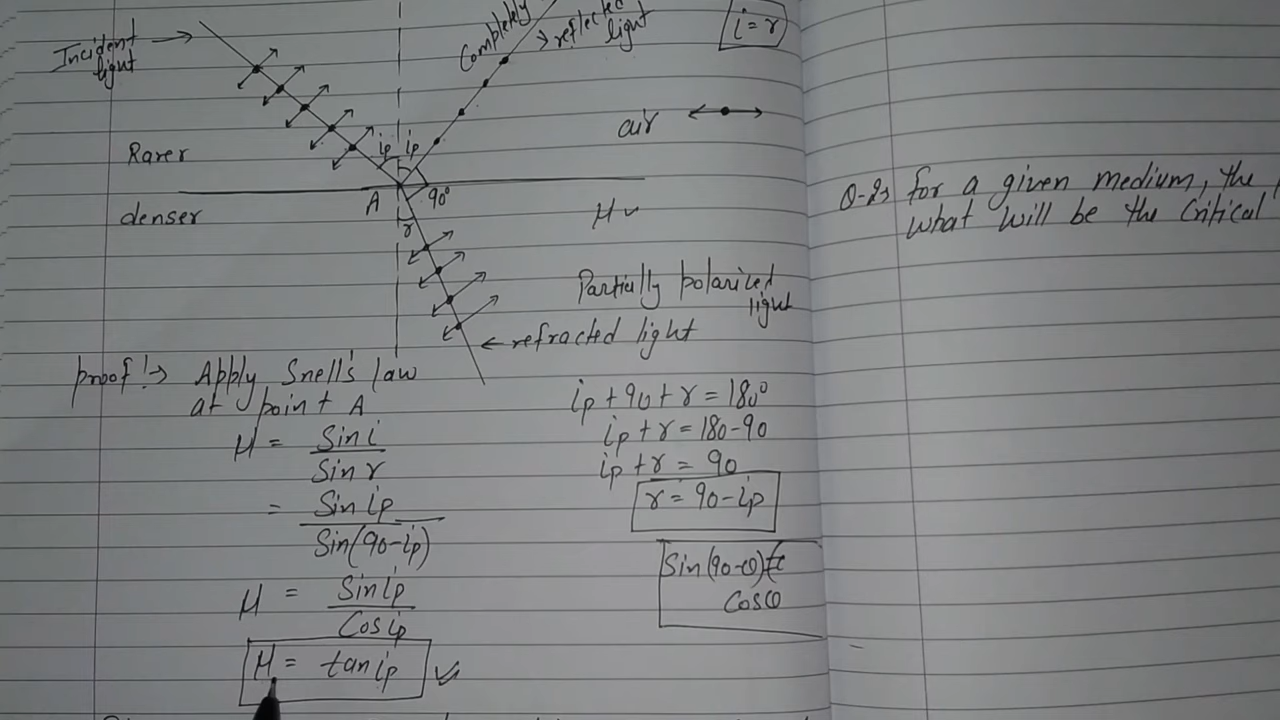 Incident light
Completely reflected light
i = r
ip ip
air
Rarer
A 90°
denser
r
μ
Partially polarized light
refracted light
proof :→ Apply Snell's law
at point A
μ = Sin i / Sin r
= Sin ip / Sin(90-ip)
μ = Sin ip / Cos ip
μ = tan ip
ip + 90 + r = 180°
ip + r = 180-90
ip + r = 90
r = 90 - ip
Sin(90-θ) =
Cosθ
for a given medium, the
what will be the Critical